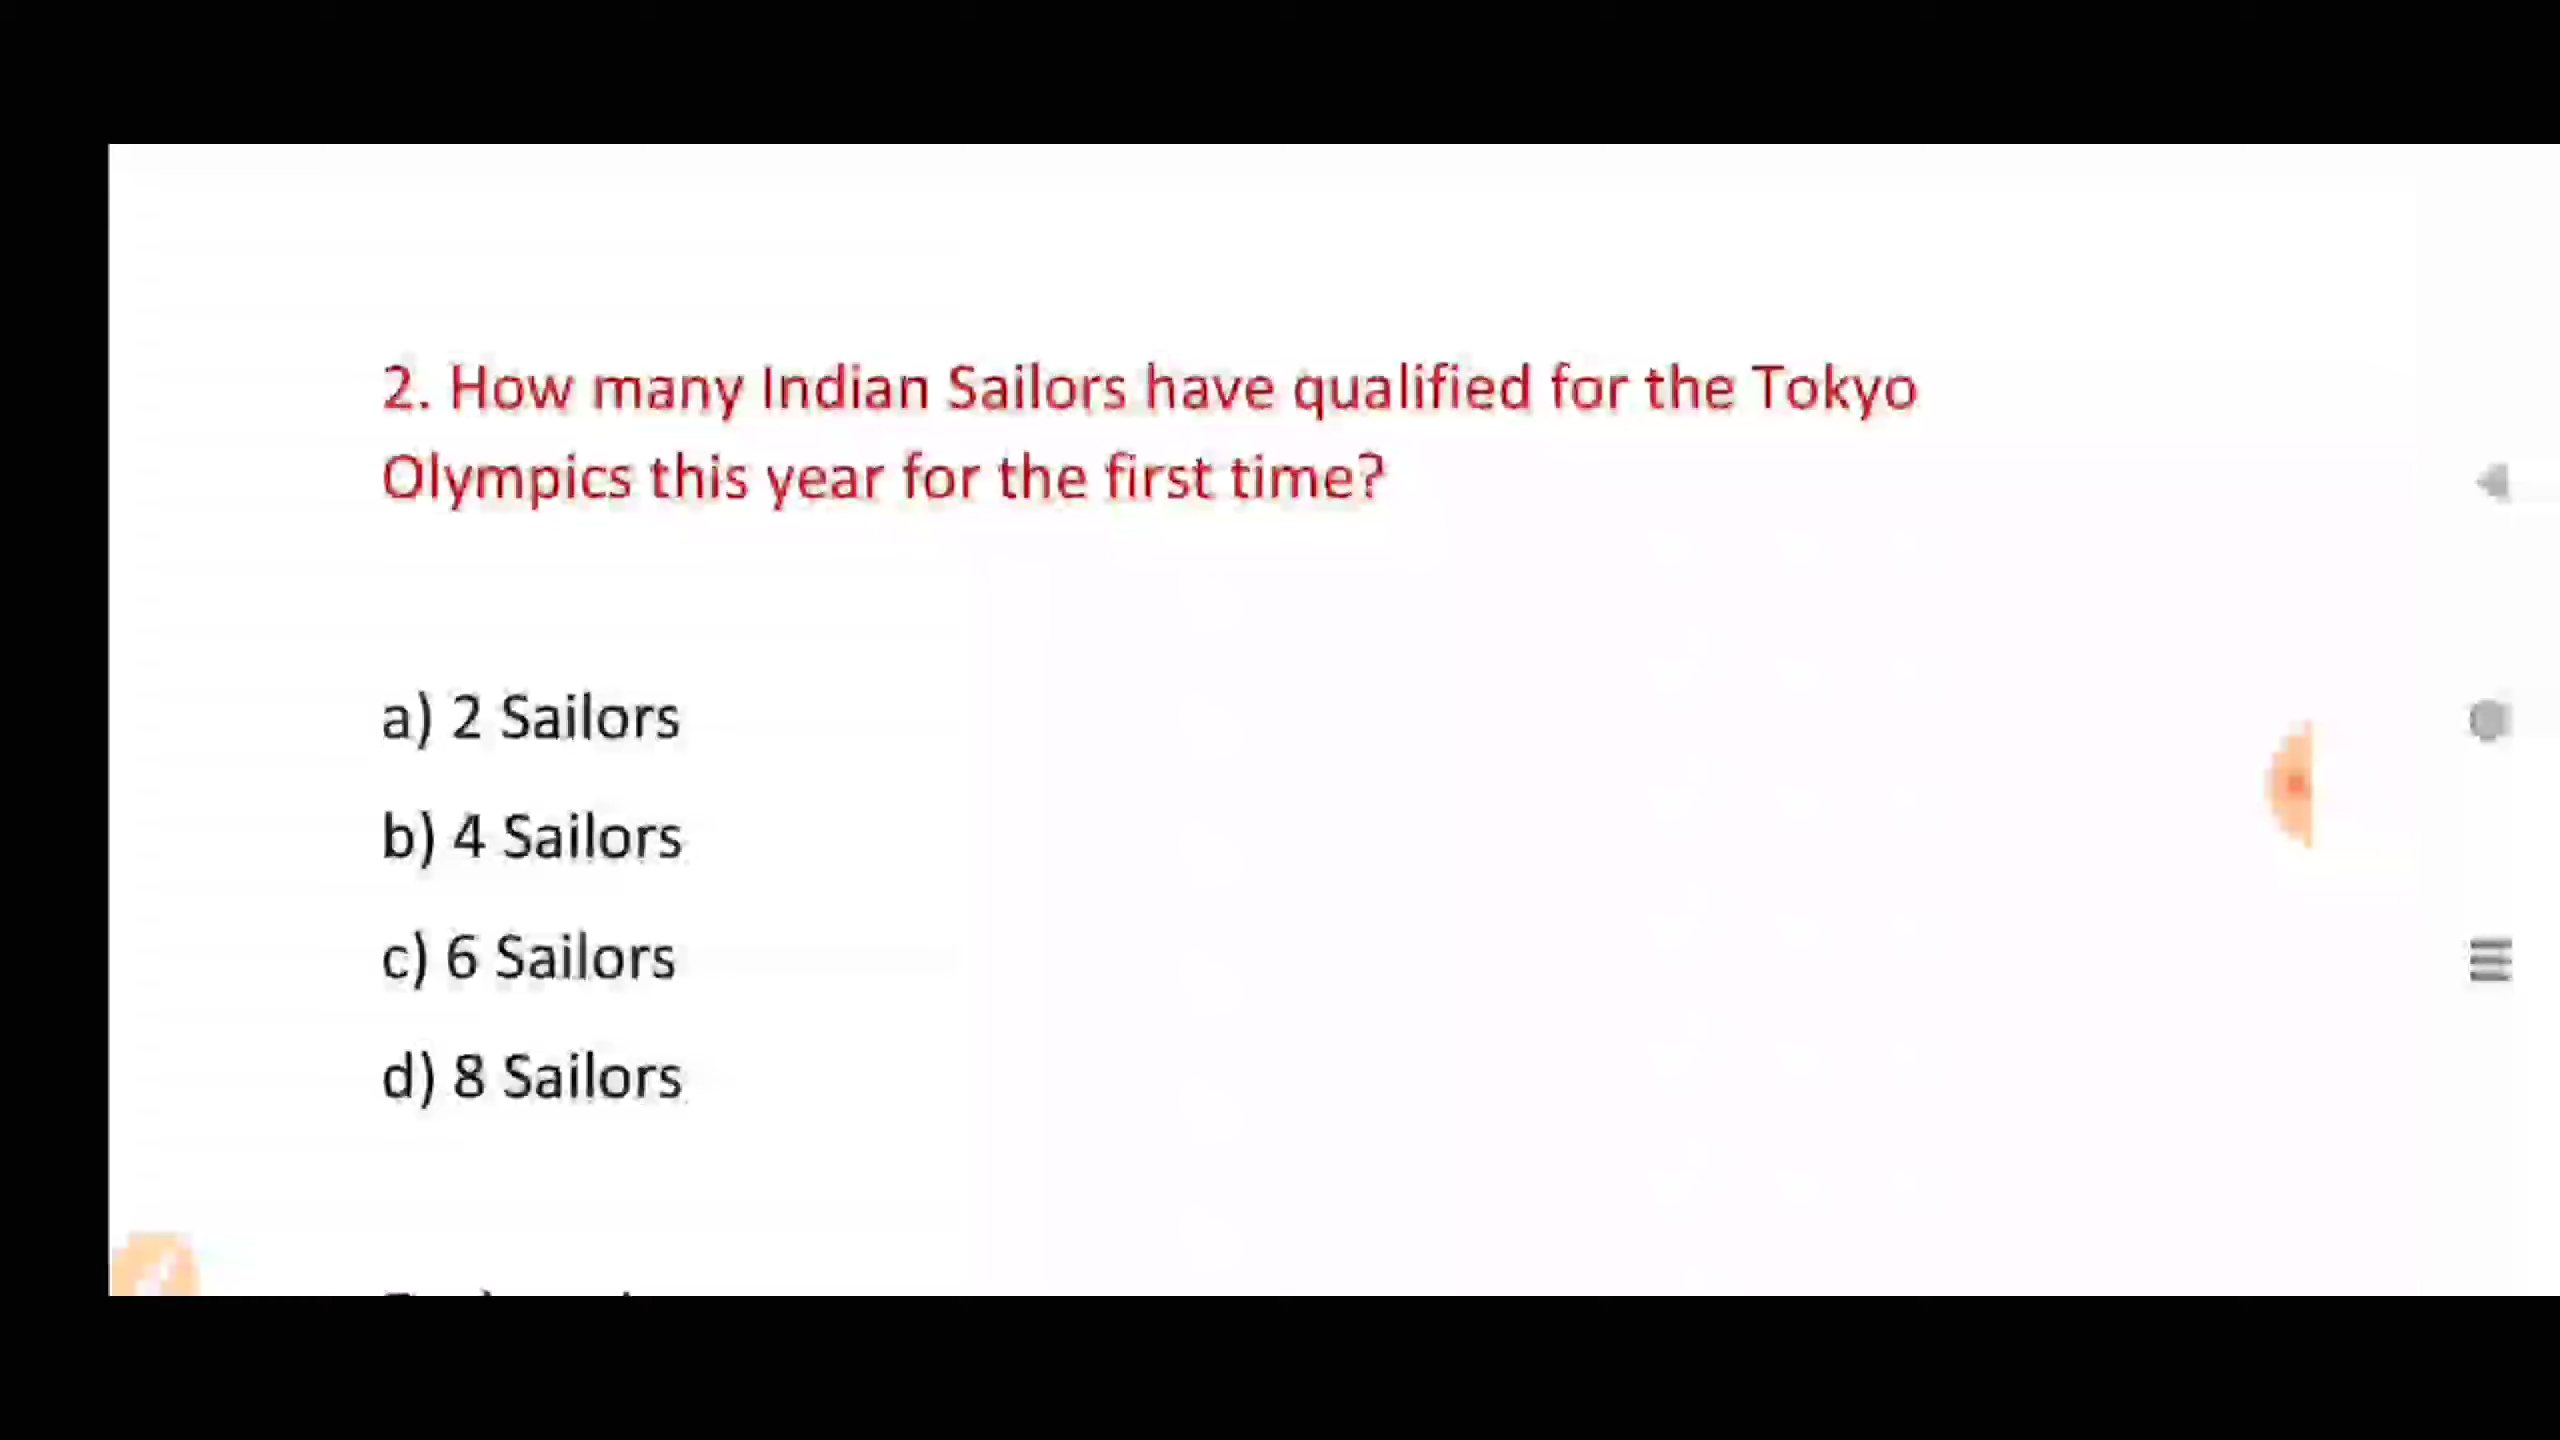 2. How many Indian Sailors have qualified for the Tokyo
Olympics this year for the first time?
a) 2 Sailors
b) 4 Sailors
c) 6 Sailors
d) 8 Sailors